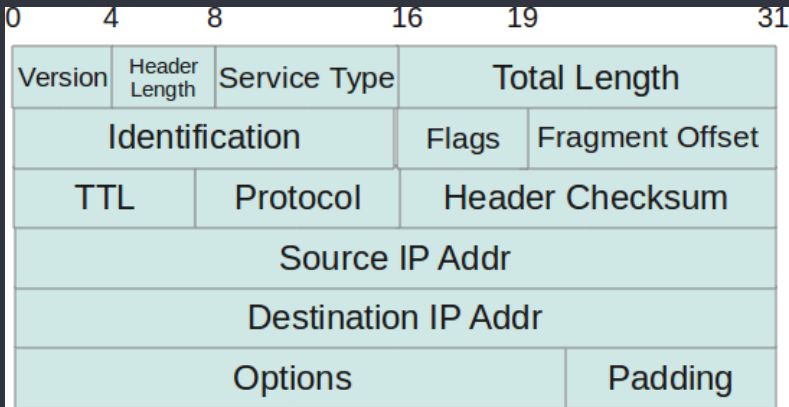 0 4 8 16 19 31
Version Header Length Service Type Total Length
Identification Flags Fragment Offset
TTL Protocol Header Checksum
Source IP Addr
Destination IP Addr
Options Padding